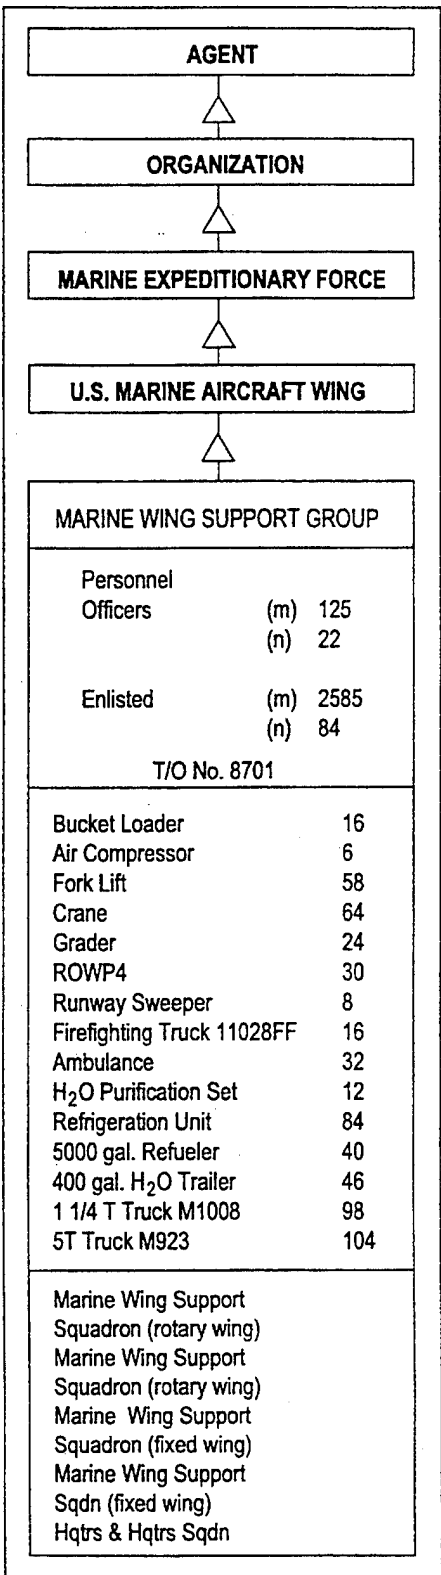 AGENT
ORGANIZATION
MARINE EXPEDITIONARY FORCE
U.S. MARINE AIRCRAFT WING
MARINE WING SUPPORT GROUP
Personnel
Officers (m) 125
(n) 22
Enlisted (m) 2585
(n) 84
T/O No. 8701
Bucket Loader 16
Air Compressor 6
Fork Lift 58
Crane 64
Grader 24
ROWP4 30
Runway Sweeper 8
Firefighting Truck 11028FF 16
Ambulance 32
H₂O Purification Set 12
Refrigeration Unit 84
5000 gal. Refueler 40
400 gal. H₂O Trailer 46
1 1/4 T Truck M1008 98
5T Truck M923 104
Marine Wing Support
Squadron (rotary wing)
Marine Wing Support
Squadron (rotary wing)
Marine Wing Support
Squadron (fixed wing)
Marine Wing Support
Sqdn (fixed wing)
Hqtrs & Hqtrs Sqdn